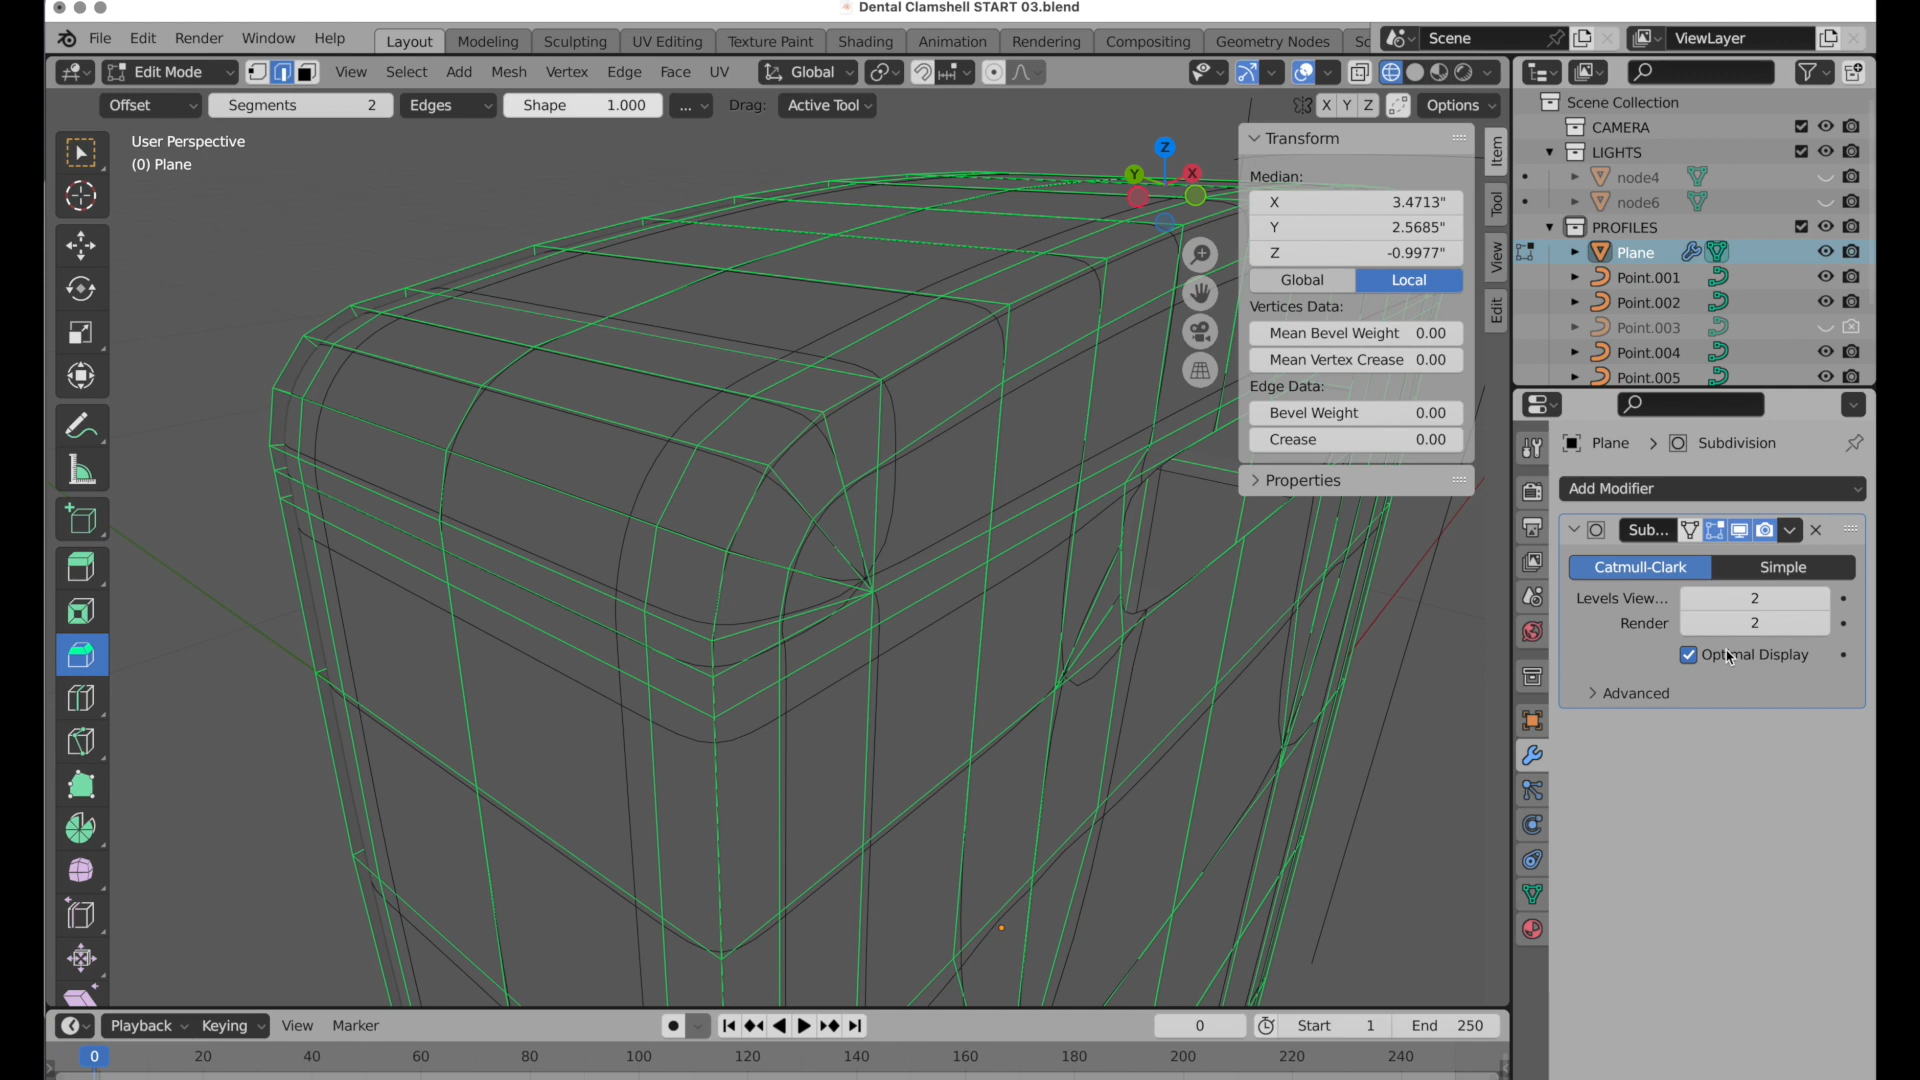 Dental Clamshell START 03.blend
File Edit Render Window Help Layout Modeling Sculpting UV Editing Texture Paint Shading Animation Rendering Compositing Geometry Nodes Sc Scene ViewLayer
Edit Mode View Select Add Mesh Vertex Edge Face UV Global
Offset Segments 2 Edges Shape 1.000 ... Drag: Active Tool X Y Z Options
User Perspective
(0) Plane
Z
Y
X
Transform
Median:
X 3.4713"
Y 2.5685"
Z -0.9977"
Global Local
Vertices Data:
Mean Bevel Weight 0.00
Mean Vertex Crease 0.00
Edge Data:
Bevel Weight 0.00
Crease 0.00
Properties
Item
Tool
View
Edit
Scene Collection
CAMERA
LIGHTS
node4
node6
PROFILES
Plane
Point.001
Point.002
Point.003
Point.004
Point.005
Plane > Subdivision
Add Modifier
Sub...
Catmull-Clark Simple
Levels View... 2
Render 2
Optimal Display
Advanced
Playback Keying View Marker 0 Start 1 End 250
0 20 40 60 80 100 120 140 160 180 200 220 240